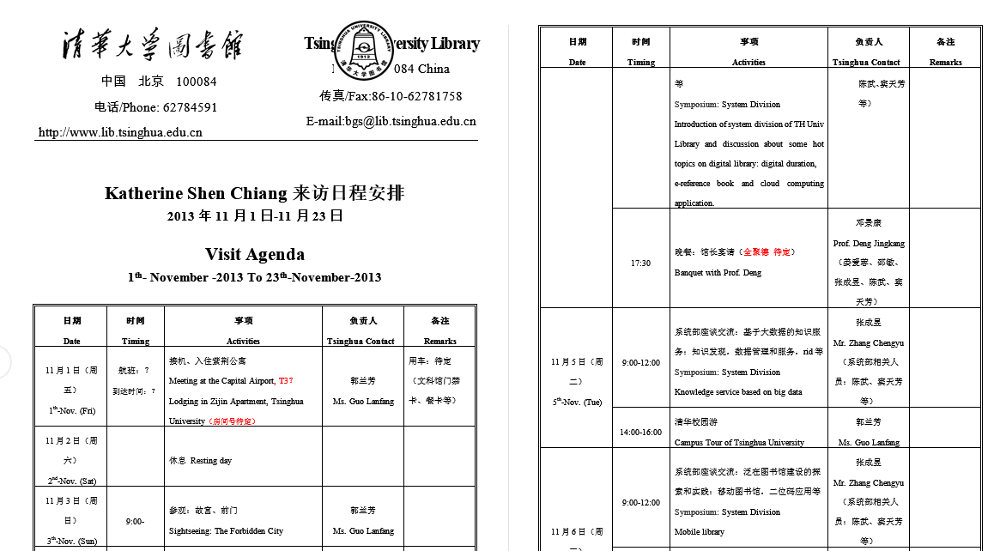 清華大学圖書館
中国 北京 100084
电话/Phone: 62784591
http://www.lib.tsinghua.edu.cn
Tsing ersity Library
TSINGHUA UNIVERSITY LIBRARY
1912
清华大学图书馆
084 China
传真/Fax:86-10-62781758
E-mail:bgs@lib.tsinghua.edu.cn
Katherine Shen Chiang 来访日程安排
2013 年 11 月 1 日-11 月 23 日
Visit Agenda
1th- November -2013 To 23th-November-2013
日期 时间 事项 负责人 备注
Date Timing Activities Tsinghua Contact Remarks
11 月 1 日（周
五）
1th-Nov. (Fri)
航班：？
到达时间：？
接机、入住紫荆公寓
Meeting at the Capital Airport, T3?
Lodging in Zijin Apartment, Tsinghua
University（房间号待定）
郭兰芳
Ms. Guo Lanfang
用车：待定
（文科馆门禁
卡、餐卡等）
11 月 2 日（周
六）
2nd-Nov. (Sat)
休息 Resting day
11 月 3 日（周
日）
3th-Nov. (Sun)
9:00-
参观：故宫、前门
Sightseeing: The Forbidden City
郭兰芳
Ms. Guo Lanfang
日期 时间 事项 负责人 备注
Date Timing Activities Tsinghua Contact Remarks
等
Symposium: System Division
Introduction of system division of TH Univ
Library and discussion about some hot
topics on digital library: digital duration,
e-reference book and cloud computing
application.
陈武、窦天芳
等）
17:30
晚餐：馆长宴请（全聚德 待定）
Banquet with Prof. Deng
邓景康
Prof. Deng Jingkang
（姜爱蓉、邵敏、
张成昱、陈武、窦
天芳）
11 月 5 日（周
二）
5th-Nov. (Tue)
9:00-12:00
系统部座谈交流：基于大数据的知识服
务：知识发现，数据管理和服务，rid 等
Symposium: System Division
Knowledge service based on big data
张成昱
Mr. Zhang Chengyu
（系统部相关人
员：陈武、窦天芳
等）
14:00-16:00
清华校园游
Campus Tour of Tsinghua University
郭兰芳
Ms. Guo Lanfang
11 月 6 日（周
9:00-12:00
系统部座谈交流：泛在图书馆建设的探
索和实践：移动图书馆，二位码应用等
Symposium: System Division
Mobile library
张成昱
Mr. Zhang Chengyu
（系统部相关人
员：陈武、窦天芳
等）